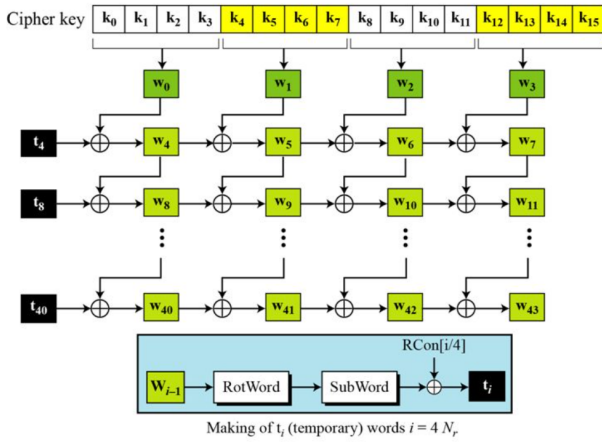 Cipher key k0 k1 k2 k3 k4 k5 k6 k7 k8 k9 k10 k11 k12 k13 k14 k15
w0 w1 w2 w3
t4 w4 w5 w6 w7
t8 w8 w9 w10 w11
t40 w40 w41 w42 w43
RCon[i/4]
Wi–1 RotWord SubWord ti
Making of ti (temporary) words i = 4 Nr